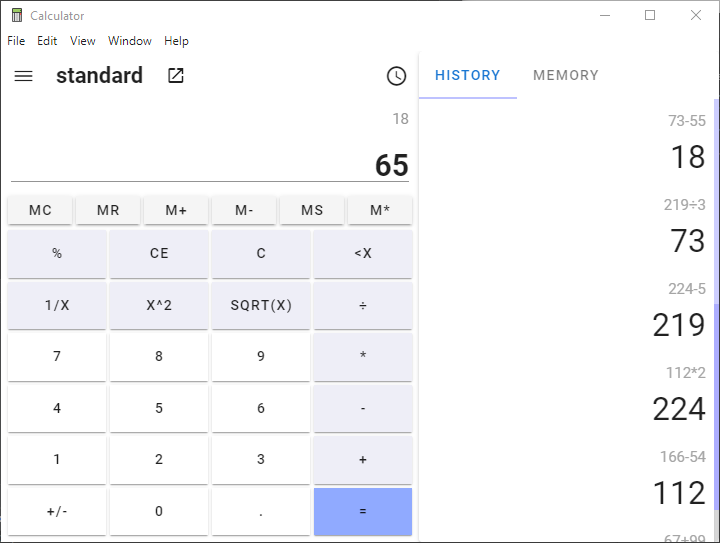 Calculator
File Edit View Window Help
standard
HISTORY MEMORY
18
65
MC MR M+ M- MS M*
% CE C <X
1/X X^2 SQRT(X) ÷
7 8 9 *
4 5 6 -
1 2 3 +
+/- 0 . =
73-55
18
219÷3
73
224-5
219
112*2
224
166-54
112
67+99